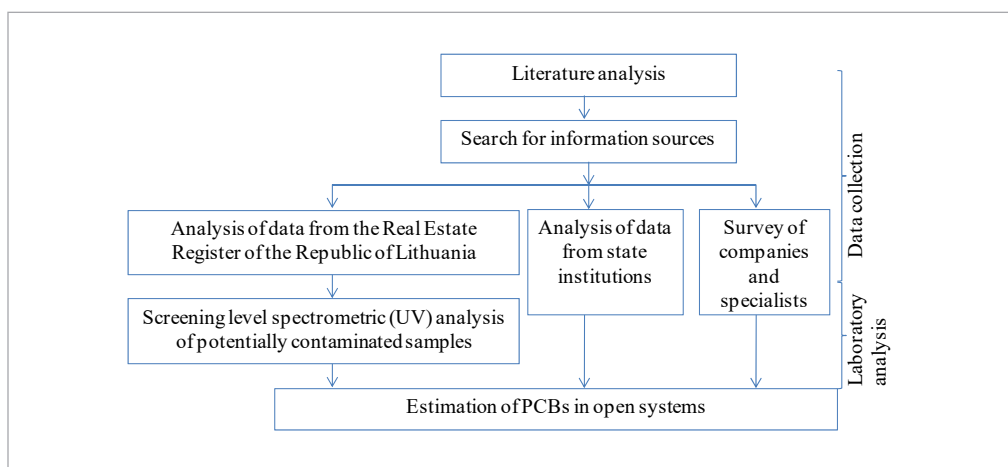 Literature analysis
Search for information sources
Analysis of data from the Real Estate
Register of the Republic of Lithuania
Analysis of data
from state
institutions
Survey of
companies
and
specialists
Screening level spectrometric (UV) analysis
of potentially contaminated samples
Estimation of PCBs in open systems
Data collection
Laboratory
analysis